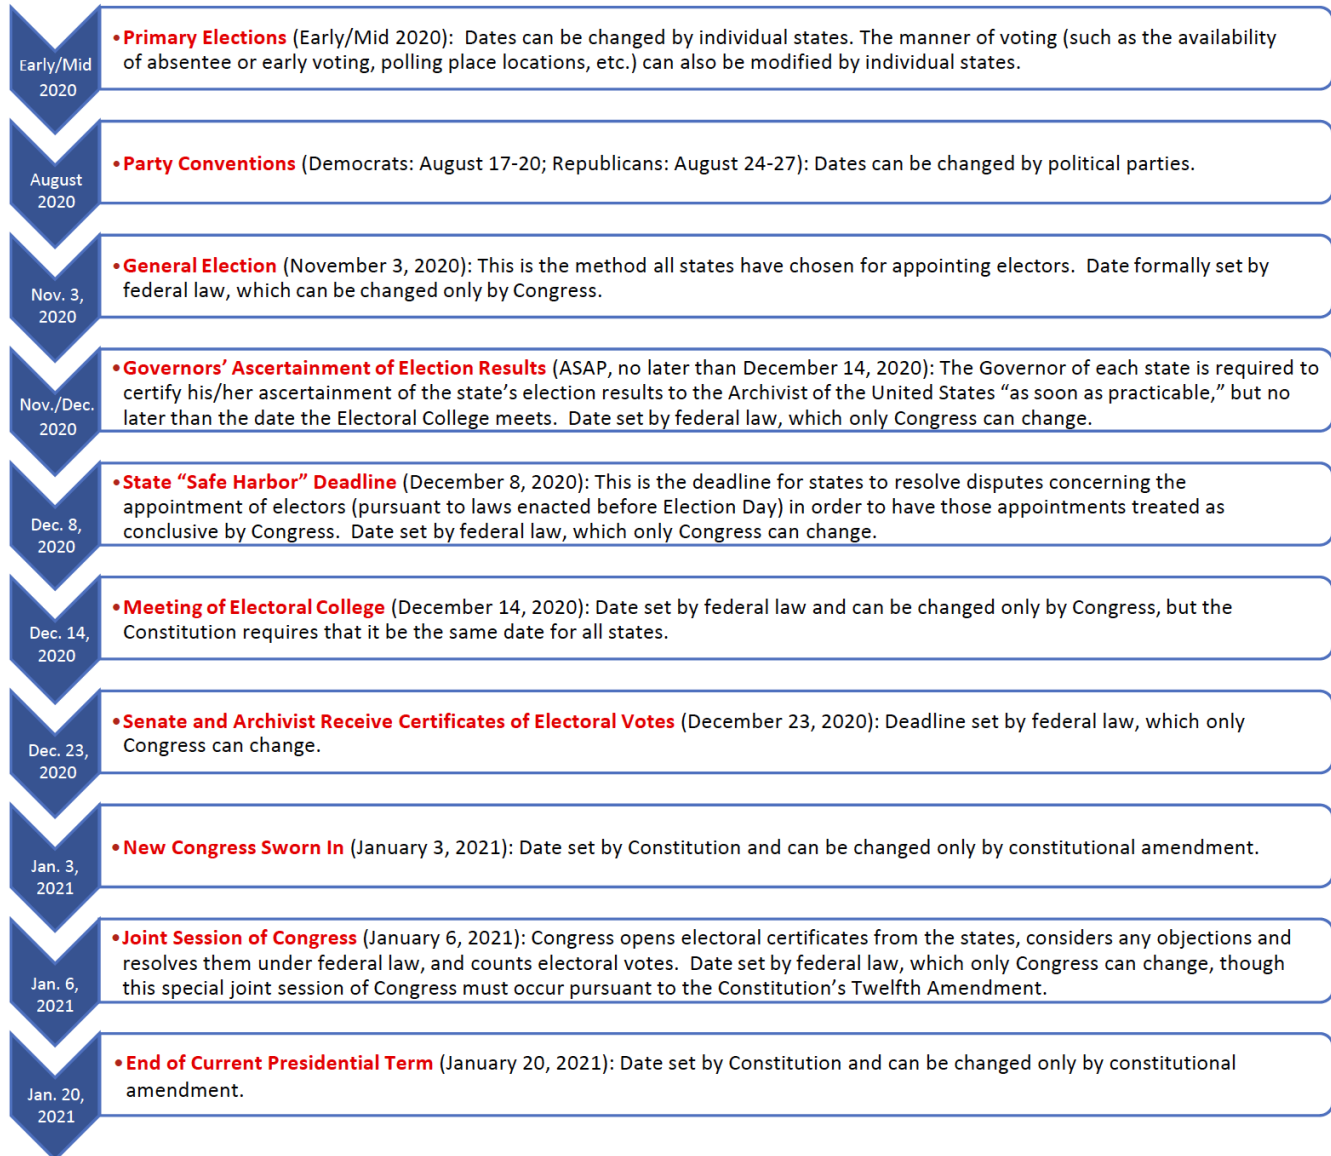 Early/Mid
2020
•Primary Elections (Early/Mid 2020):  Dates can be changed by individual states. The manner of voting (such as the availability
of absentee or early voting, polling place locations, etc.) can also be modified by individual states.
August
2020
•Party Conventions (Democrats: August 17-20; Republicans: August 24-27): Dates can be changed by political parties.
Nov. 3,
2020
•General Election (November 3, 2020): This is the method all states have chosen for appointing electors.  Date formally set by
federal law, which can be changed only by Congress.
Nov./Dec.
2020
•Governors’ Ascertainment of Election Results (ASAP, no later than December 14, 2020): The Governor of each state is required to
certify his/her ascertainment of the state’s election results to the Archivist of the United States “as soon as practicable,” but no
later than the date the Electoral College meets.  Date set by federal law, which only Congress can change.
Dec. 8,
2020
•State “Safe Harbor” Deadline (December 8, 2020): This is the deadline for states to resolve disputes concerning the
appointment of electors (pursuant to laws enacted before Election Day) in order to have those appointments treated as
conclusive by Congress.  Date set by federal law, which only Congress can change.
Dec. 14,
2020
•Meeting of Electoral College (December 14, 2020): Date set by federal law and can be changed only by Congress, but the
Constitution requires that it be the same date for all states.
Dec. 23,
2020
•Senate and Archivist Receive Certificates of Electoral Votes (December 23, 2020): Deadline set by federal law, which only
Congress can change.
Jan. 3,
2021
•New Congress Sworn In (January 3, 2021): Date set by Constitution and can be changed only by constitutional amendment.
Jan. 6,
2021
•Joint Session of Congress (January 6, 2021): Congress opens electoral certificates from the states, considers any objections and
resolves them under federal law, and counts electoral votes.  Date set by federal law, which only Congress can change, though
this special joint session of Congress must occur pursuant to the Constitution’s Twelfth Amendment.
Jan. 20,
2021
•End of Current Presidential Term (January 20, 2021): Date set by Constitution and can be changed only by constitutional
amendment.